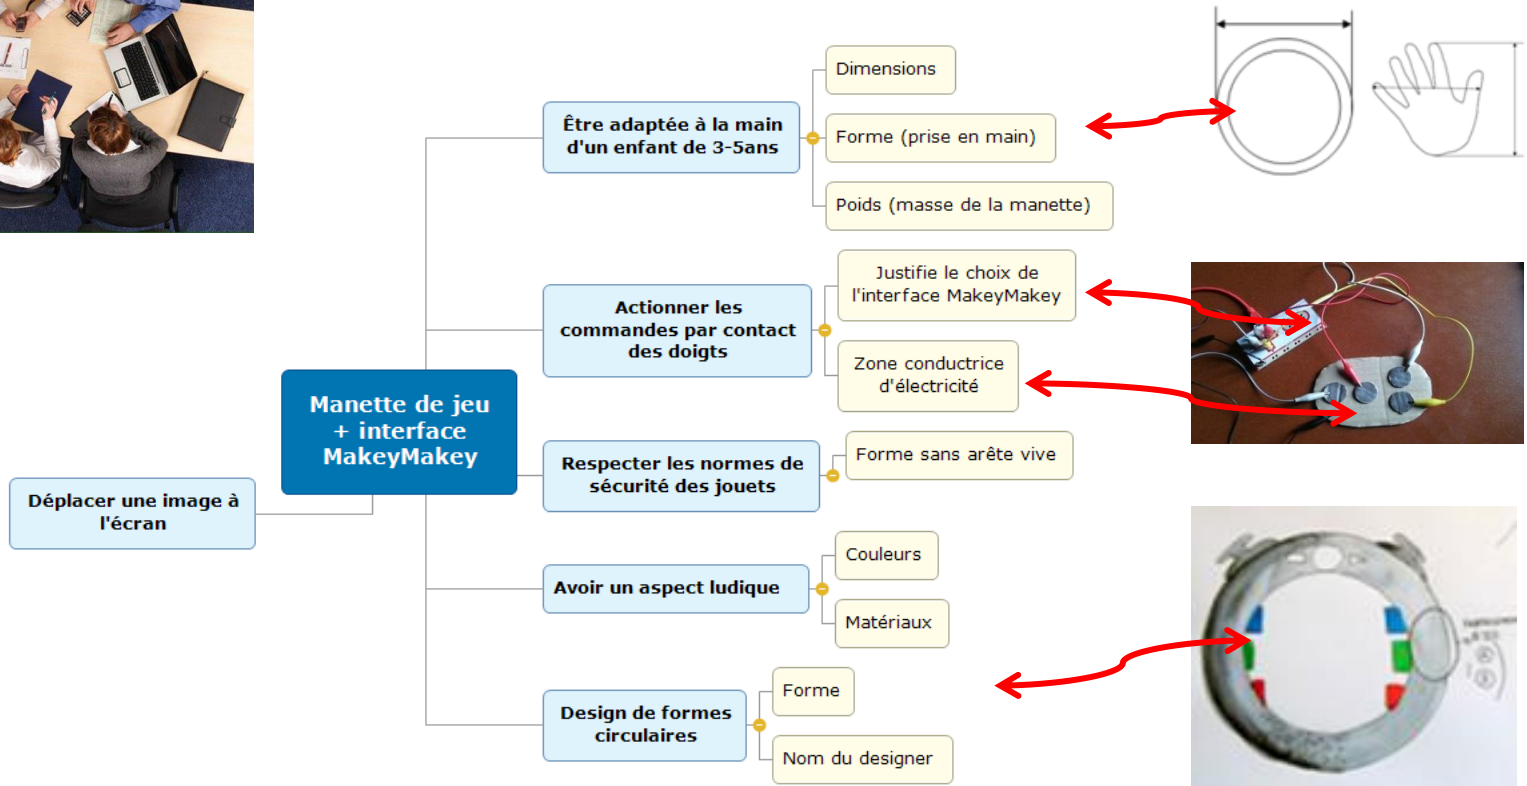 Dimensions
Être adaptée à la main
d'un enfant de 3-5ans
Forme (prise en main)
Poids (masse de la manette)
Justifie le choix de
l'interface MakeyMakey
Actionner les
commandes par contact
des doigts
Zone conductrice
d'électricité
Manette de jeu
+ interface
MakeyMakey
Forme sans arête vive
Respecter les normes de
sécurité des jouets
Déplacer une image à
l'écran
Couleurs
Avoir un aspect ludique
Matériaux
Forme
Design de formes
circulaires
Nom du designer